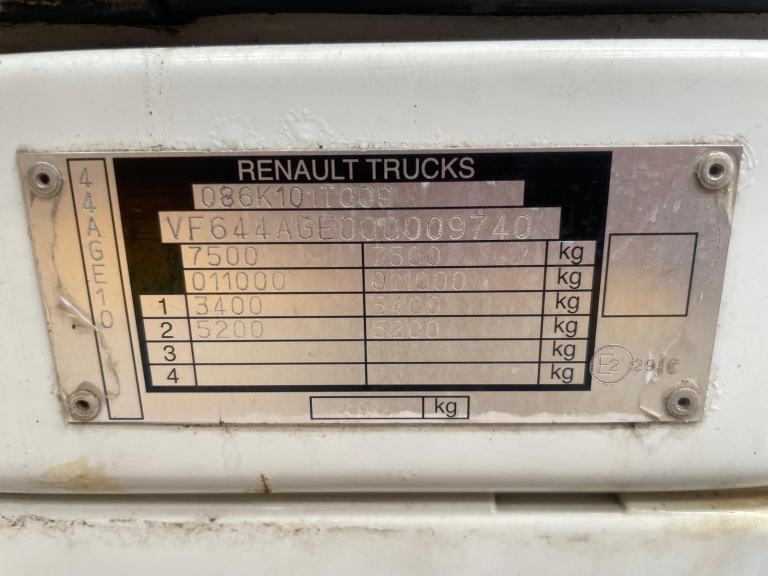 RENAULT TRUCKS
44AGE10
086K101T009
VF644AGE000009740
7500 7500 kg
011000 011000 kg
1 3400 3400 kg
2 5200 5200 kg
3 kg
4 kg
E2
kg